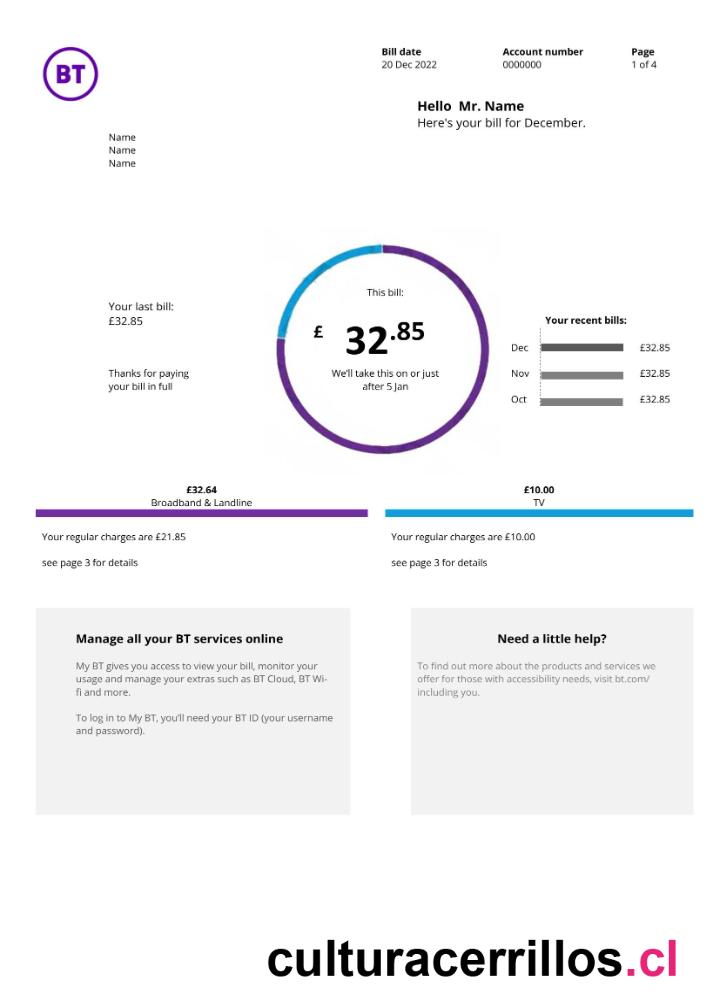 BT
Bill date
20 Dec 2022
Account number
0000000
Page
1 of 4
Hello  Mr. Name
Here's your bill for December.
Name
Name
Name
Your last bill:
£32.85
Thanks for paying
your bill in full
This bill:
£ 32.85
We'll take this on or just
after 5 Jan
Your recent bills:
Dec £32.85
Nov £32.85
Oct £32.85
£32.64
Broadband & Landline
Your regular charges are £21.85
see page 3 for details
£10.00
TV
Your regular charges are £10.00
see page 3 for details
Manage all your BT services online
My BT gives you access to view your bill, monitor your
usage and manage your extras such as BT Cloud, BT Wi-
fi and more.
To log in to My BT, you'll need your BT ID (your username
and password).
Need a little help?
To find out more about the products and services we
offer for those with accessibility needs, visit bt.com/
including you.
culturacerrillos.cl